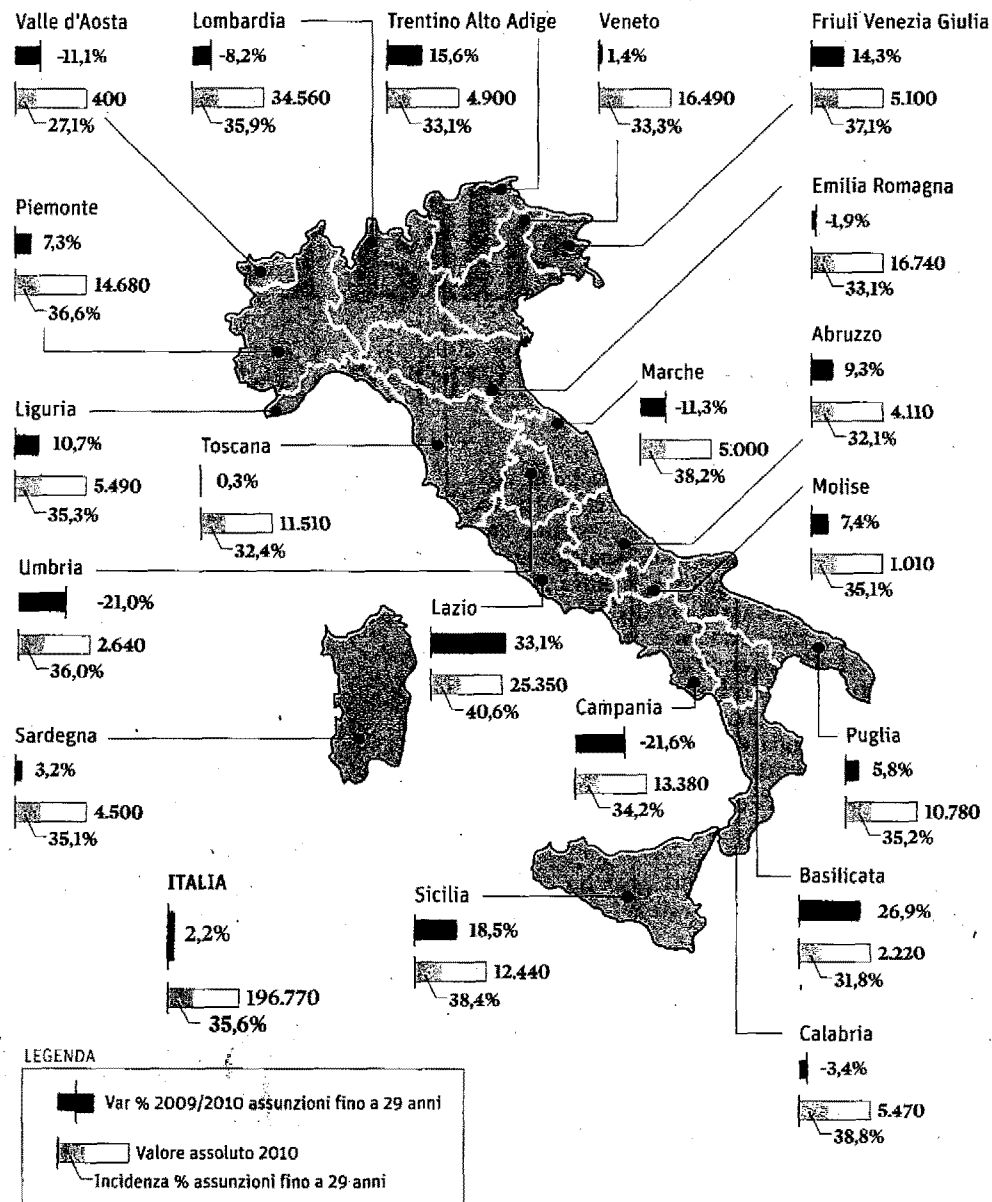 Valle d'Aosta
-11,1%
400
27,1%
Lombardia
-8,2%
34.560
35,9%
Trentino Alto Adige
15,6%
4.900
33,1%
Veneto
1,4%
16.490
33,3%
Friuli Venezia Giulia
14,3%
5.100
37,1%
Piemonte
7,3%
14.680
36,6%
Emilia Romagna
-1,9%
16.740
33,1%
Liguria
10,7%
5.490
35,3%
Toscana
0,3%
11.510
32,4%
Marche
-11,3%
5.000
38,2%
Abruzzo
9,3%
4.110
32,1%
Molise
7,4%
1.010
35,1%
Umbria
-21,0%
2.640
36,0%
Lazio
33,1%
25.350
40,6%
Campania
-21,6%
13.380
34,2%
Puglia
5,8%
10.780
35,2%
Sardegna
3,2%
4.500
35,1%
ITALIA
2,2%
196.770
35,6%
Sicilia
18,5%
12.440
38,4%
Basilicata
26,9%
2.220
31,8%
Calabria
-3,4%
5.470
38,8%
LEGENDA
Var % 2009/2010 assunzioni fino a 29 anni
Valore assoluto 2010
Incidenza % assunzioni fino a 29 anni